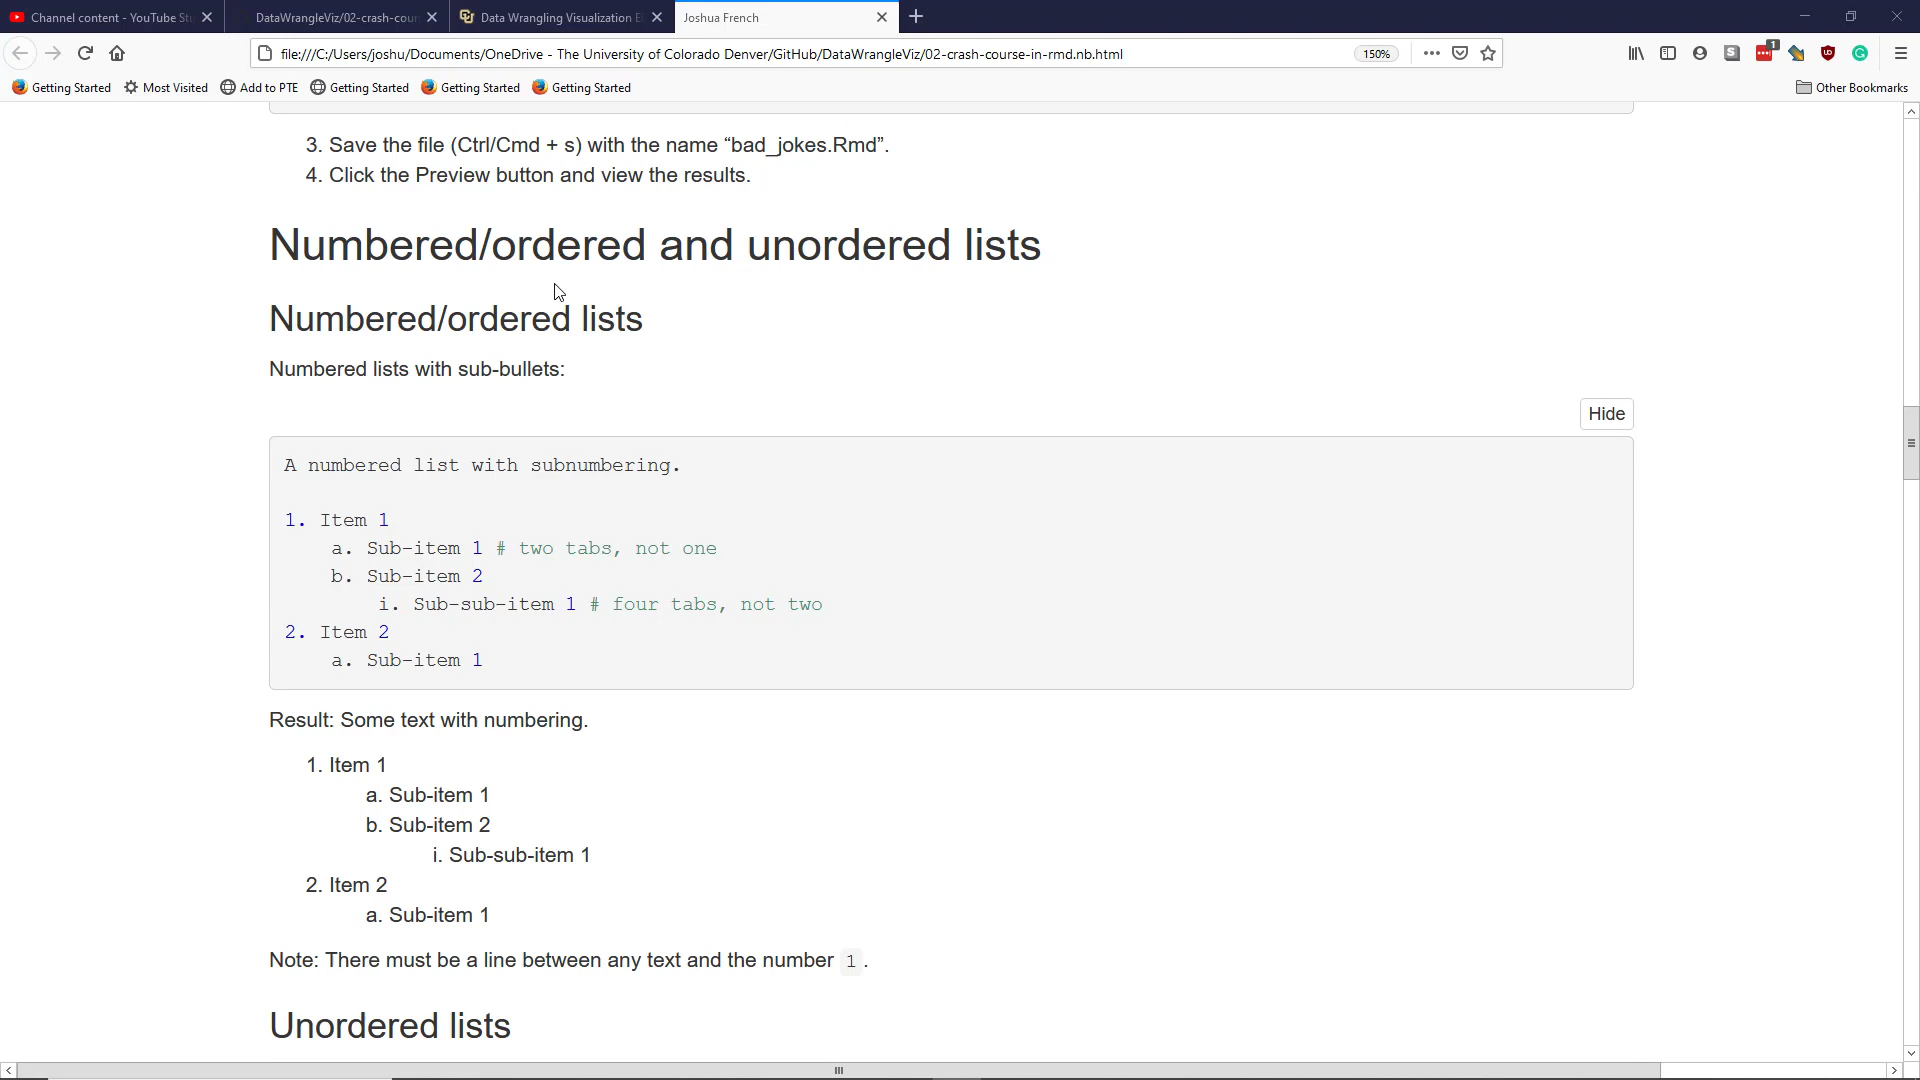 Channel content - YouTube St
DataWrangleViz/02-crash-cour
Data Wrangling Visualization E
Joshua French
file:///C:/Users/joshu/Documents/OneDrive - The University of Colorado Denver/GitHub/DataWrangleViz/02-crash-course-in-rmd.nb.html
150%
1
Getting Started
Most Visited
Add to PTE
Getting Started
Getting Started
Getting Started
Other Bookmarks
3. Save the file (Ctrl/Cmd + s) with the name “bad_jokes.Rmd”.
4. Click the Preview button and view the results.
Numbered/ordered and unordered lists
Numbered/ordered lists
Numbered lists with sub-bullets:
Hide
A numbered list with subnumbering.
1. Item 1
a. Sub-item 1 # two tabs, not one
b. Sub-item 2
i. Sub-sub-item 1 # four tabs, not two
2. Item 2
a. Sub-item 1
Result: Some text with numbering.
1. Item 1
a. Sub-item 1
b. Sub-item 2
i. Sub-sub-item 1
2. Item 2
a. Sub-item 1
Note: There must be a line between any text and the number 1.
Unordered lists